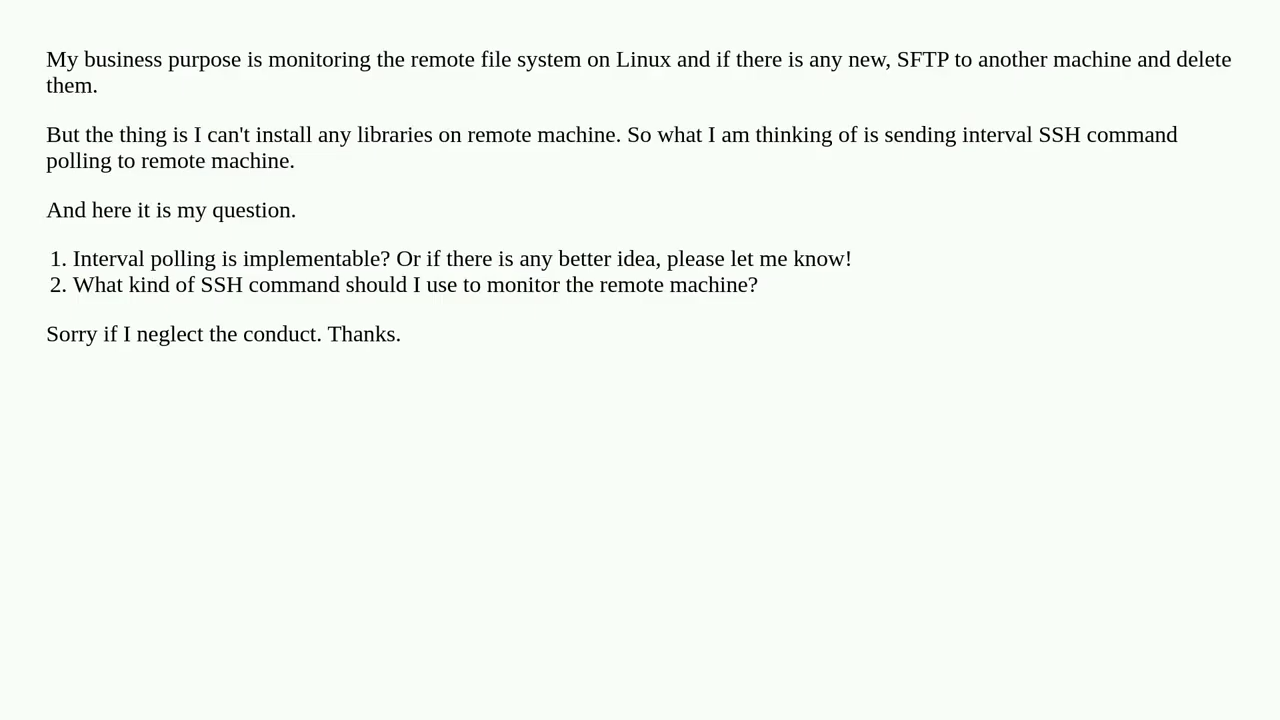 My business purpose is monitoring the remote file system on Linux and if there is any new, SFTP to another machine and delete
them.
But the thing is I can't install any libraries on remote machine. So what I am thinking of is sending interval SSH command
polling to remote machine.
And here it is my question.
1. Interval polling is implementable? Or if there is any better idea, please let me know!
2. What kind of SSH command should I use to monitor the remote machine?
Sorry if I neglect the conduct. Thanks.